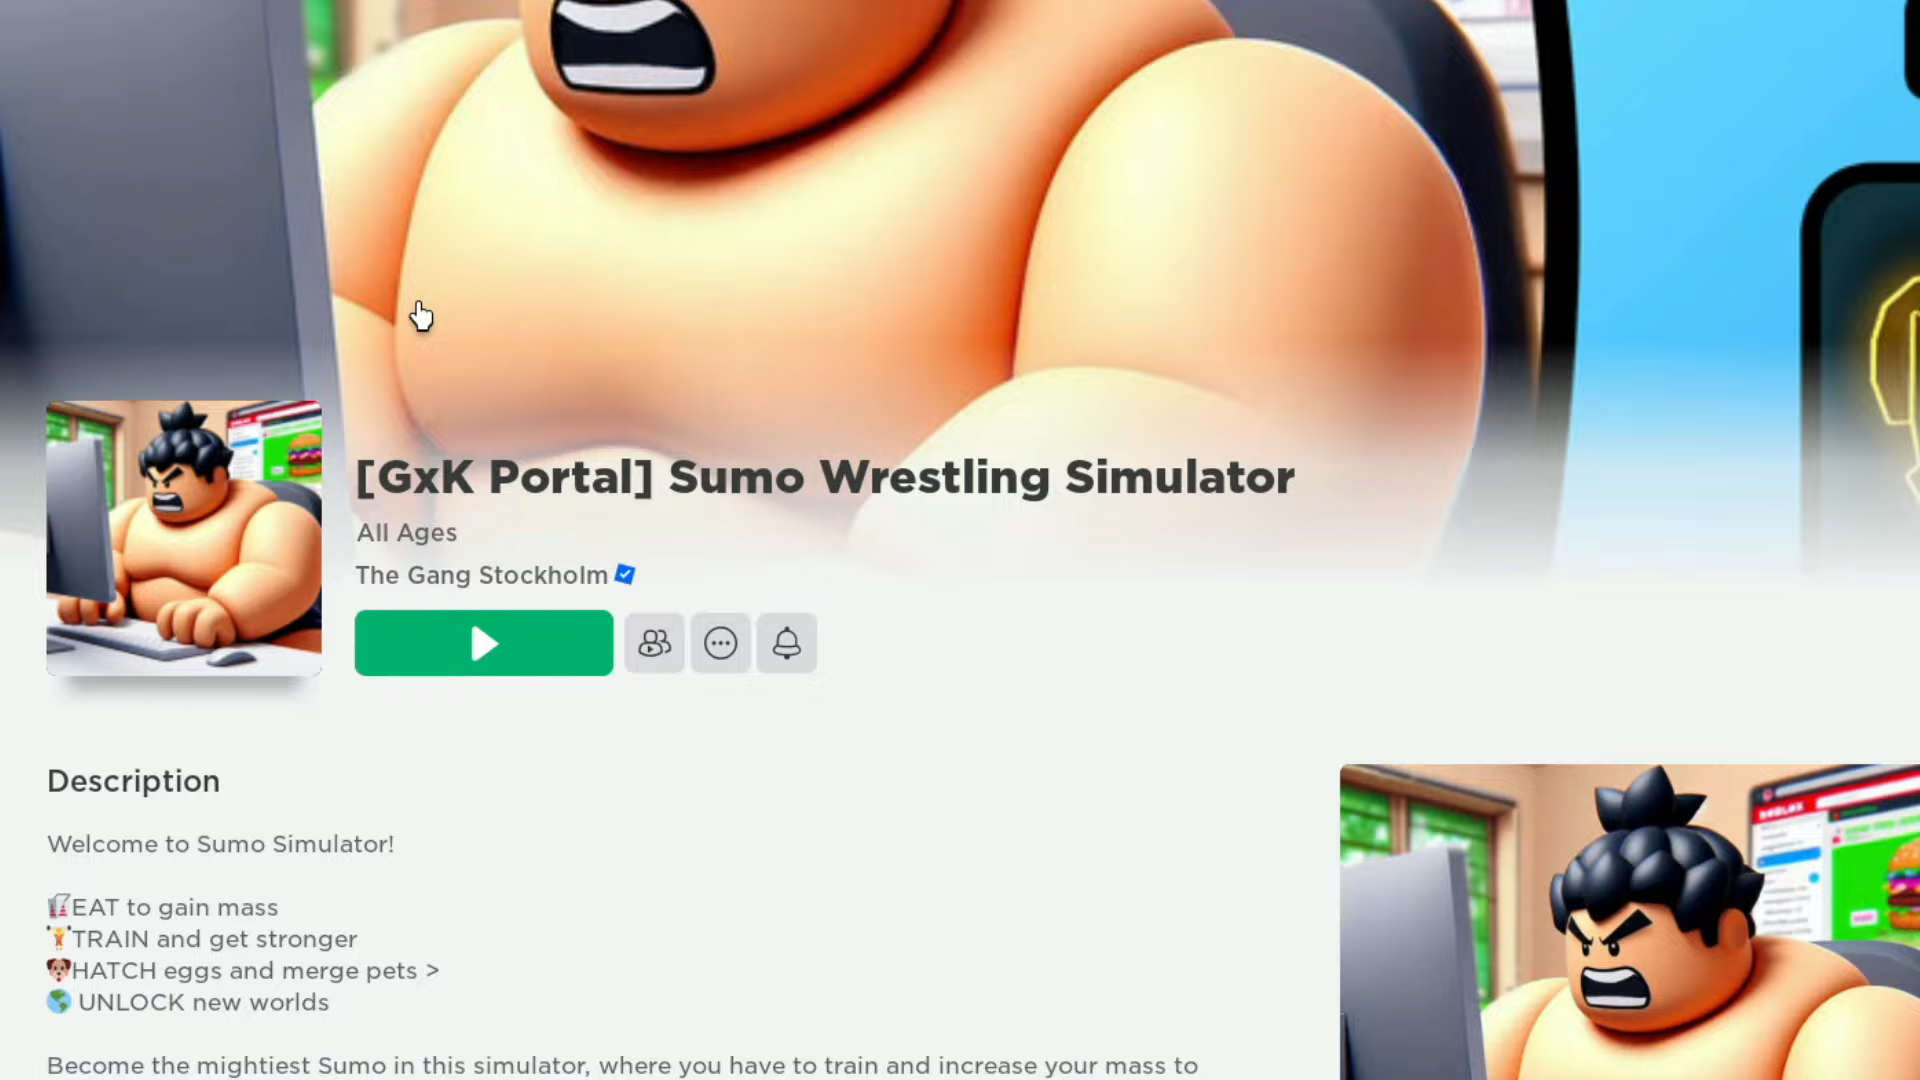 [GxK Portal] Sumo Wrestling Simulator
All Ages
The Gang Stockholm
Description
Welcome to Sumo Simulator!
EAT to gain mass
TRAIN and get stronger
HATCH eggs and merge pets >
UNLOCK new worlds
Become the mightiest Sumo in this simulator, where you have to train and increase your mass to
ROBLOX